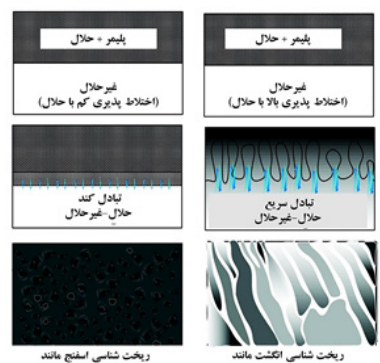 پلیمر + حلال
غیرحلال
(اختلاط پذیری بالا با حلال)
تبادل سریع
حلال-غیرحلال
ریخت شناسی انگشت مانند
پلیمر + حلال
غیرحلال
(اختلاط پذیری کم با حلال)
تبادل کند
حلال-غیرحلال
ریخت شناسی اسفنج مانند